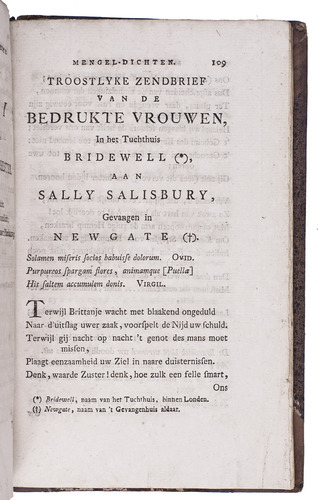 MENGEL-DICHTEN. 109
TROOSTLYKE ZENDBRIEF
VAN DE
BEDRUKTE VROUWEN,
In het Tuchthuis
BRIDEWELL (*),
AAN
SALLY SALISBURY,
Gevangen in
NEWGATE (†).
Solamen miseris socios habuisse dolorum. OVID.
Purpureos spargam flores, animamque [Puellæ]
His saltem accumulem donis. VIRGIL.
Terwijl Brittanje wacht met blaakend ongeduld
Naar d'uitslag uwer zaak, voorspelt de Nijd uw schuld.
Terwijl gij nacht op nacht 't genot des mans moet
missen,
Plaagt eenzaamheid uw Ziel in naare duisternissen.
Denk, waarde Zuster! denk, hoe zulk een felle smart,
Ons
(*) Bridewell, naam van het Tuchthuis, binnen Londen.
(†) Newgate, naam van 't Gevangenhuis aldaar.